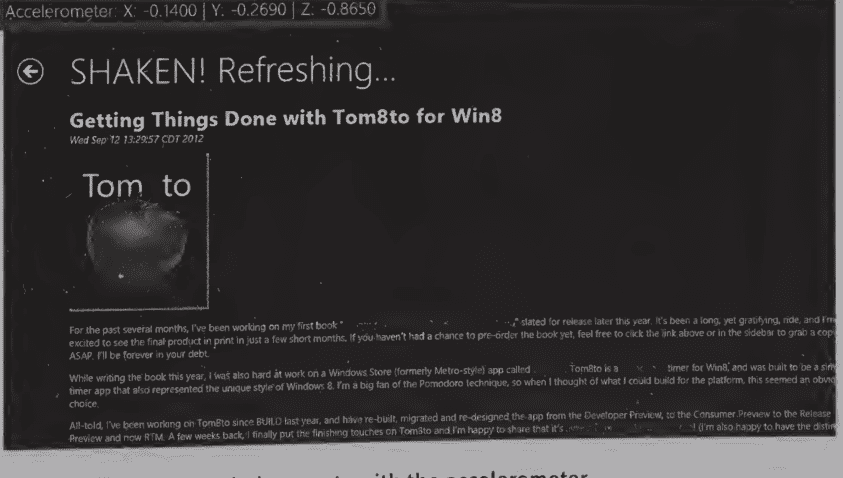 Accelerometer: X: -0.1400 | Y: -0.2690 | Z: -0.8650
SHAKEN! Refreshing...
Getting Things Done with Tom8to for Win8
Wed Sep 12 13:29:57 CDT 2012
Tom to
For the past several months, I've been working on my first book " " slated for release later this year. It's been a long, yet gratifying, ride, and I'm
excited to see the final product in print in just a few short months. If you haven't had a chance to pre-order the book yet, feel free to click the link above or in the sidebar to grab a copy
ASAP. I'll be forever in your debt.
While writing the book this year, I was also hard at work on a Windows Store (formerly Metro-style) app called Tom8to is a timer for Win8, and was built to be a
timer app that also represented the unique style of Windows 8. I'm a big fan of the Pomodoro technique, so when I thought of what I could build for the platform, this seemed an
choice.
All-told, I've been working on Tom8to since BUILD last year, and have re-built, migrated and re-designed the app from the Developer Preview, to the Consumer Preview to the Release
Preview and now RTM. A few weeks back, I finally put the finishing touches on Tom8to and I'm happy to share that it's (I'm also happy to have the
with the accelerometer